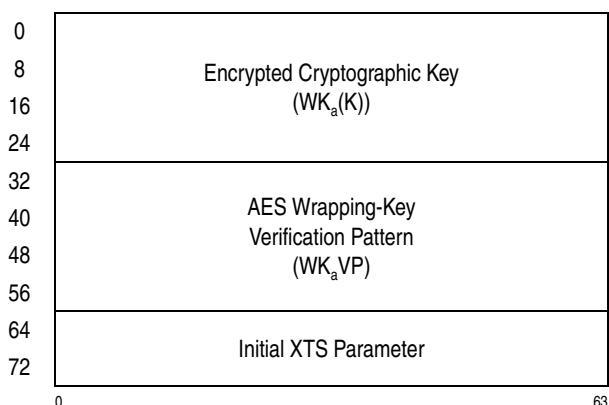 0
8
16
24
Encrypted Cryptographic Key
(WKa(K))
32
40
48
56
AES Wrapping-Key
Verification Pattern
(WKaVP)
64
72
Initial XTS Parameter
0 63